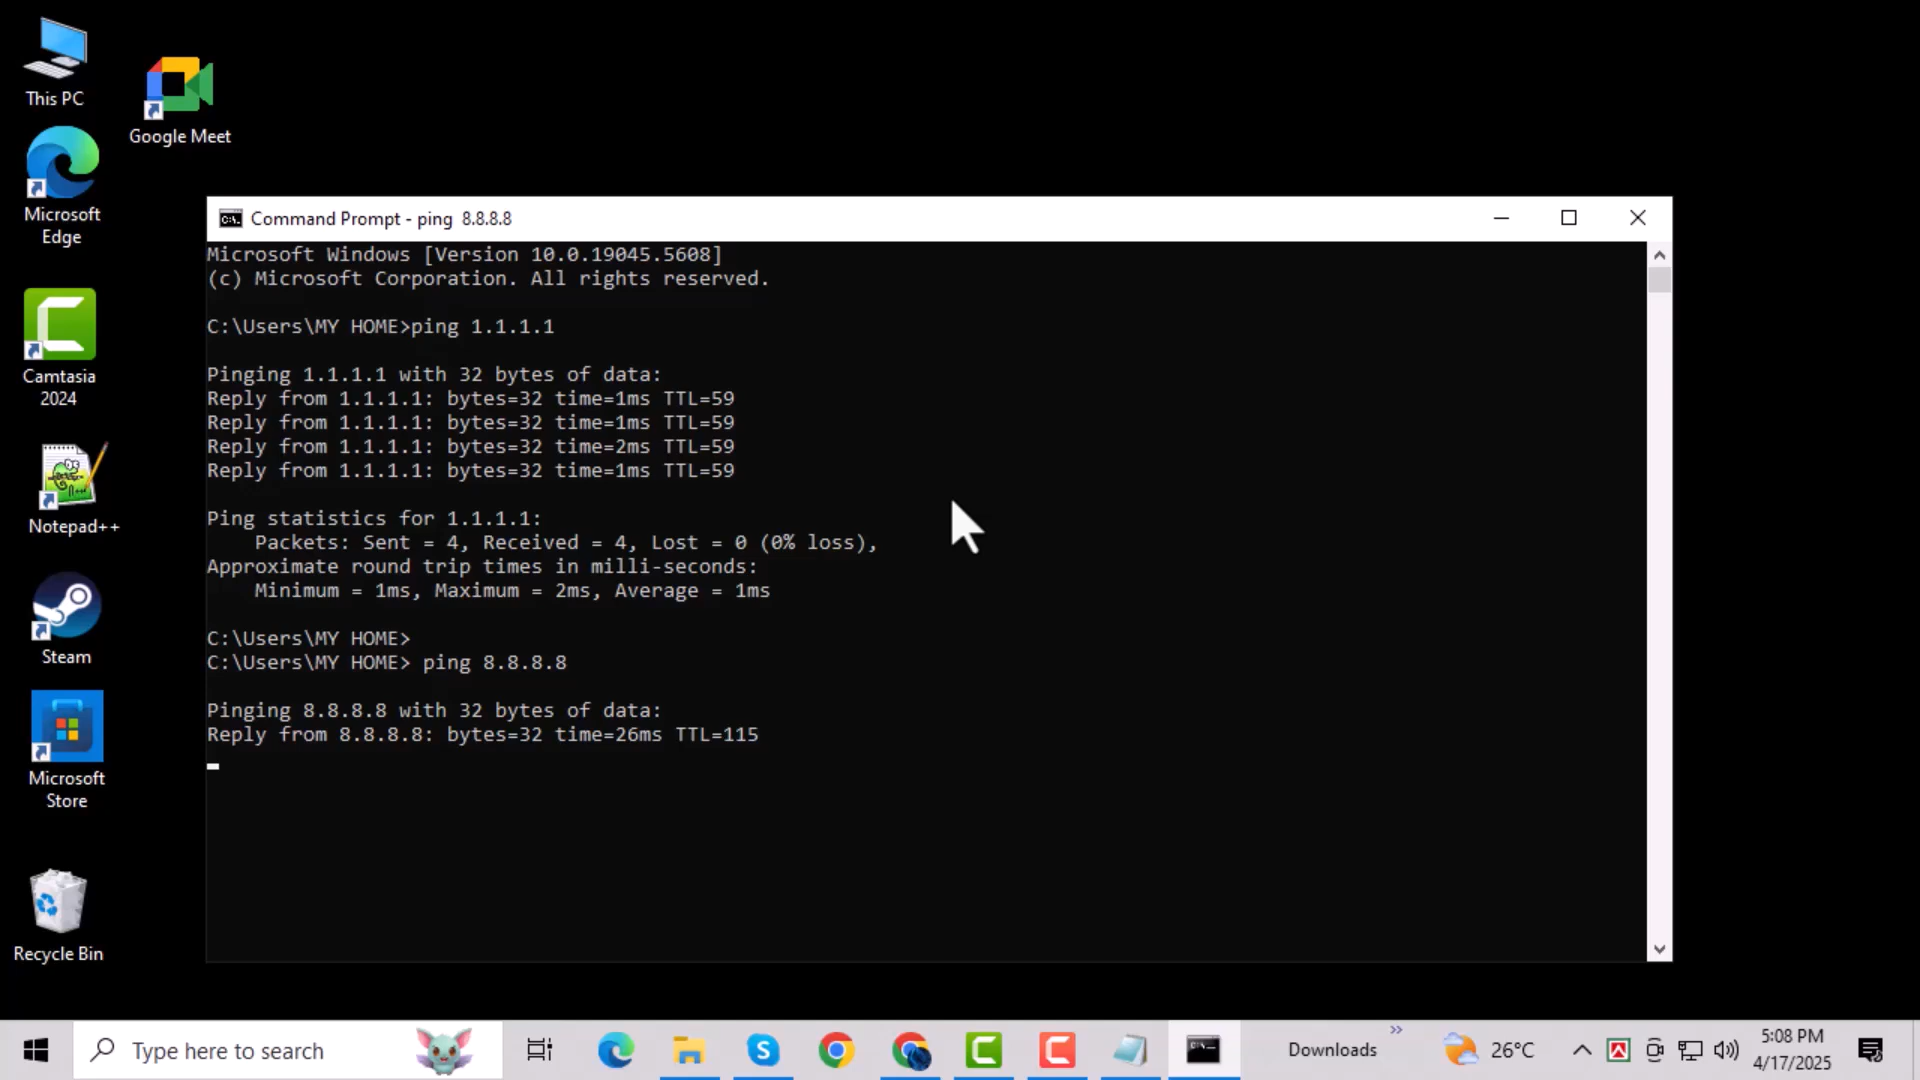 This PC
Google Meet
Microsoft
Edge
Camtasia
2024
Notepad++
Steam
Microsoft
Store
Recycle Bin
Command Prompt - ping  8.8.8.8
Microsoft Windows [Version 10.0.19045.5608]
(c) Microsoft Corporation. All rights reserved.
C:\Users\MY HOME>ping 1.1.1.1
Pinging 1.1.1.1 with 32 bytes of data:
Reply from 1.1.1.1: bytes=32 time=1ms TTL=59
Reply from 1.1.1.1: bytes=32 time=1ms TTL=59
Reply from 1.1.1.1: bytes=32 time=2ms TTL=59
Reply from 1.1.1.1: bytes=32 time=1ms TTL=59
Ping statistics for 1.1.1.1:
    Packets: Sent = 4, Received = 4, Lost = 0 (0% loss),
Approximate round trip times in milli-seconds:
    Minimum = 1ms, Maximum = 2ms, Average = 1ms
C:\Users\MY HOME>
C:\Users\MY HOME> ping 8.8.8.8
Pinging 8.8.8.8 with 32 bytes of data:
Reply from 8.8.8.8: bytes=32 time=26ms TTL=115
Type here to search
Downloads
26°C
5:08 PM
4/17/2025